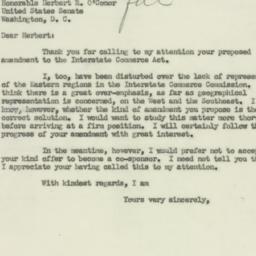 Honorable Herbert R. O'Conor
United States Senate
Washington, D. C.
Dear Herbert:
Thank you for calling to my attention your proposed
amendment to the Interstate Commerce Act.
I, too, have been disturbed over the lack of represe
of the Eastern regions in the Interstate Commerce Commission.
think there is a great over-emphasis, as far as geographical
representation is concerned, on the West and the Southeast. I
know, however, whether the kind of amendment you propose is the
correct solution. I would want to study this matter more thor
before arriving at a firm position. I will certainly follow th
progress of your amendment with great interest.
In the meantime, however, I would prefer not to accep
your kind offer to become a co-sponsor. I need not tell you th
I appreciate your having called this to my attention.
With kindest regards, I am
Yours very sincerely,